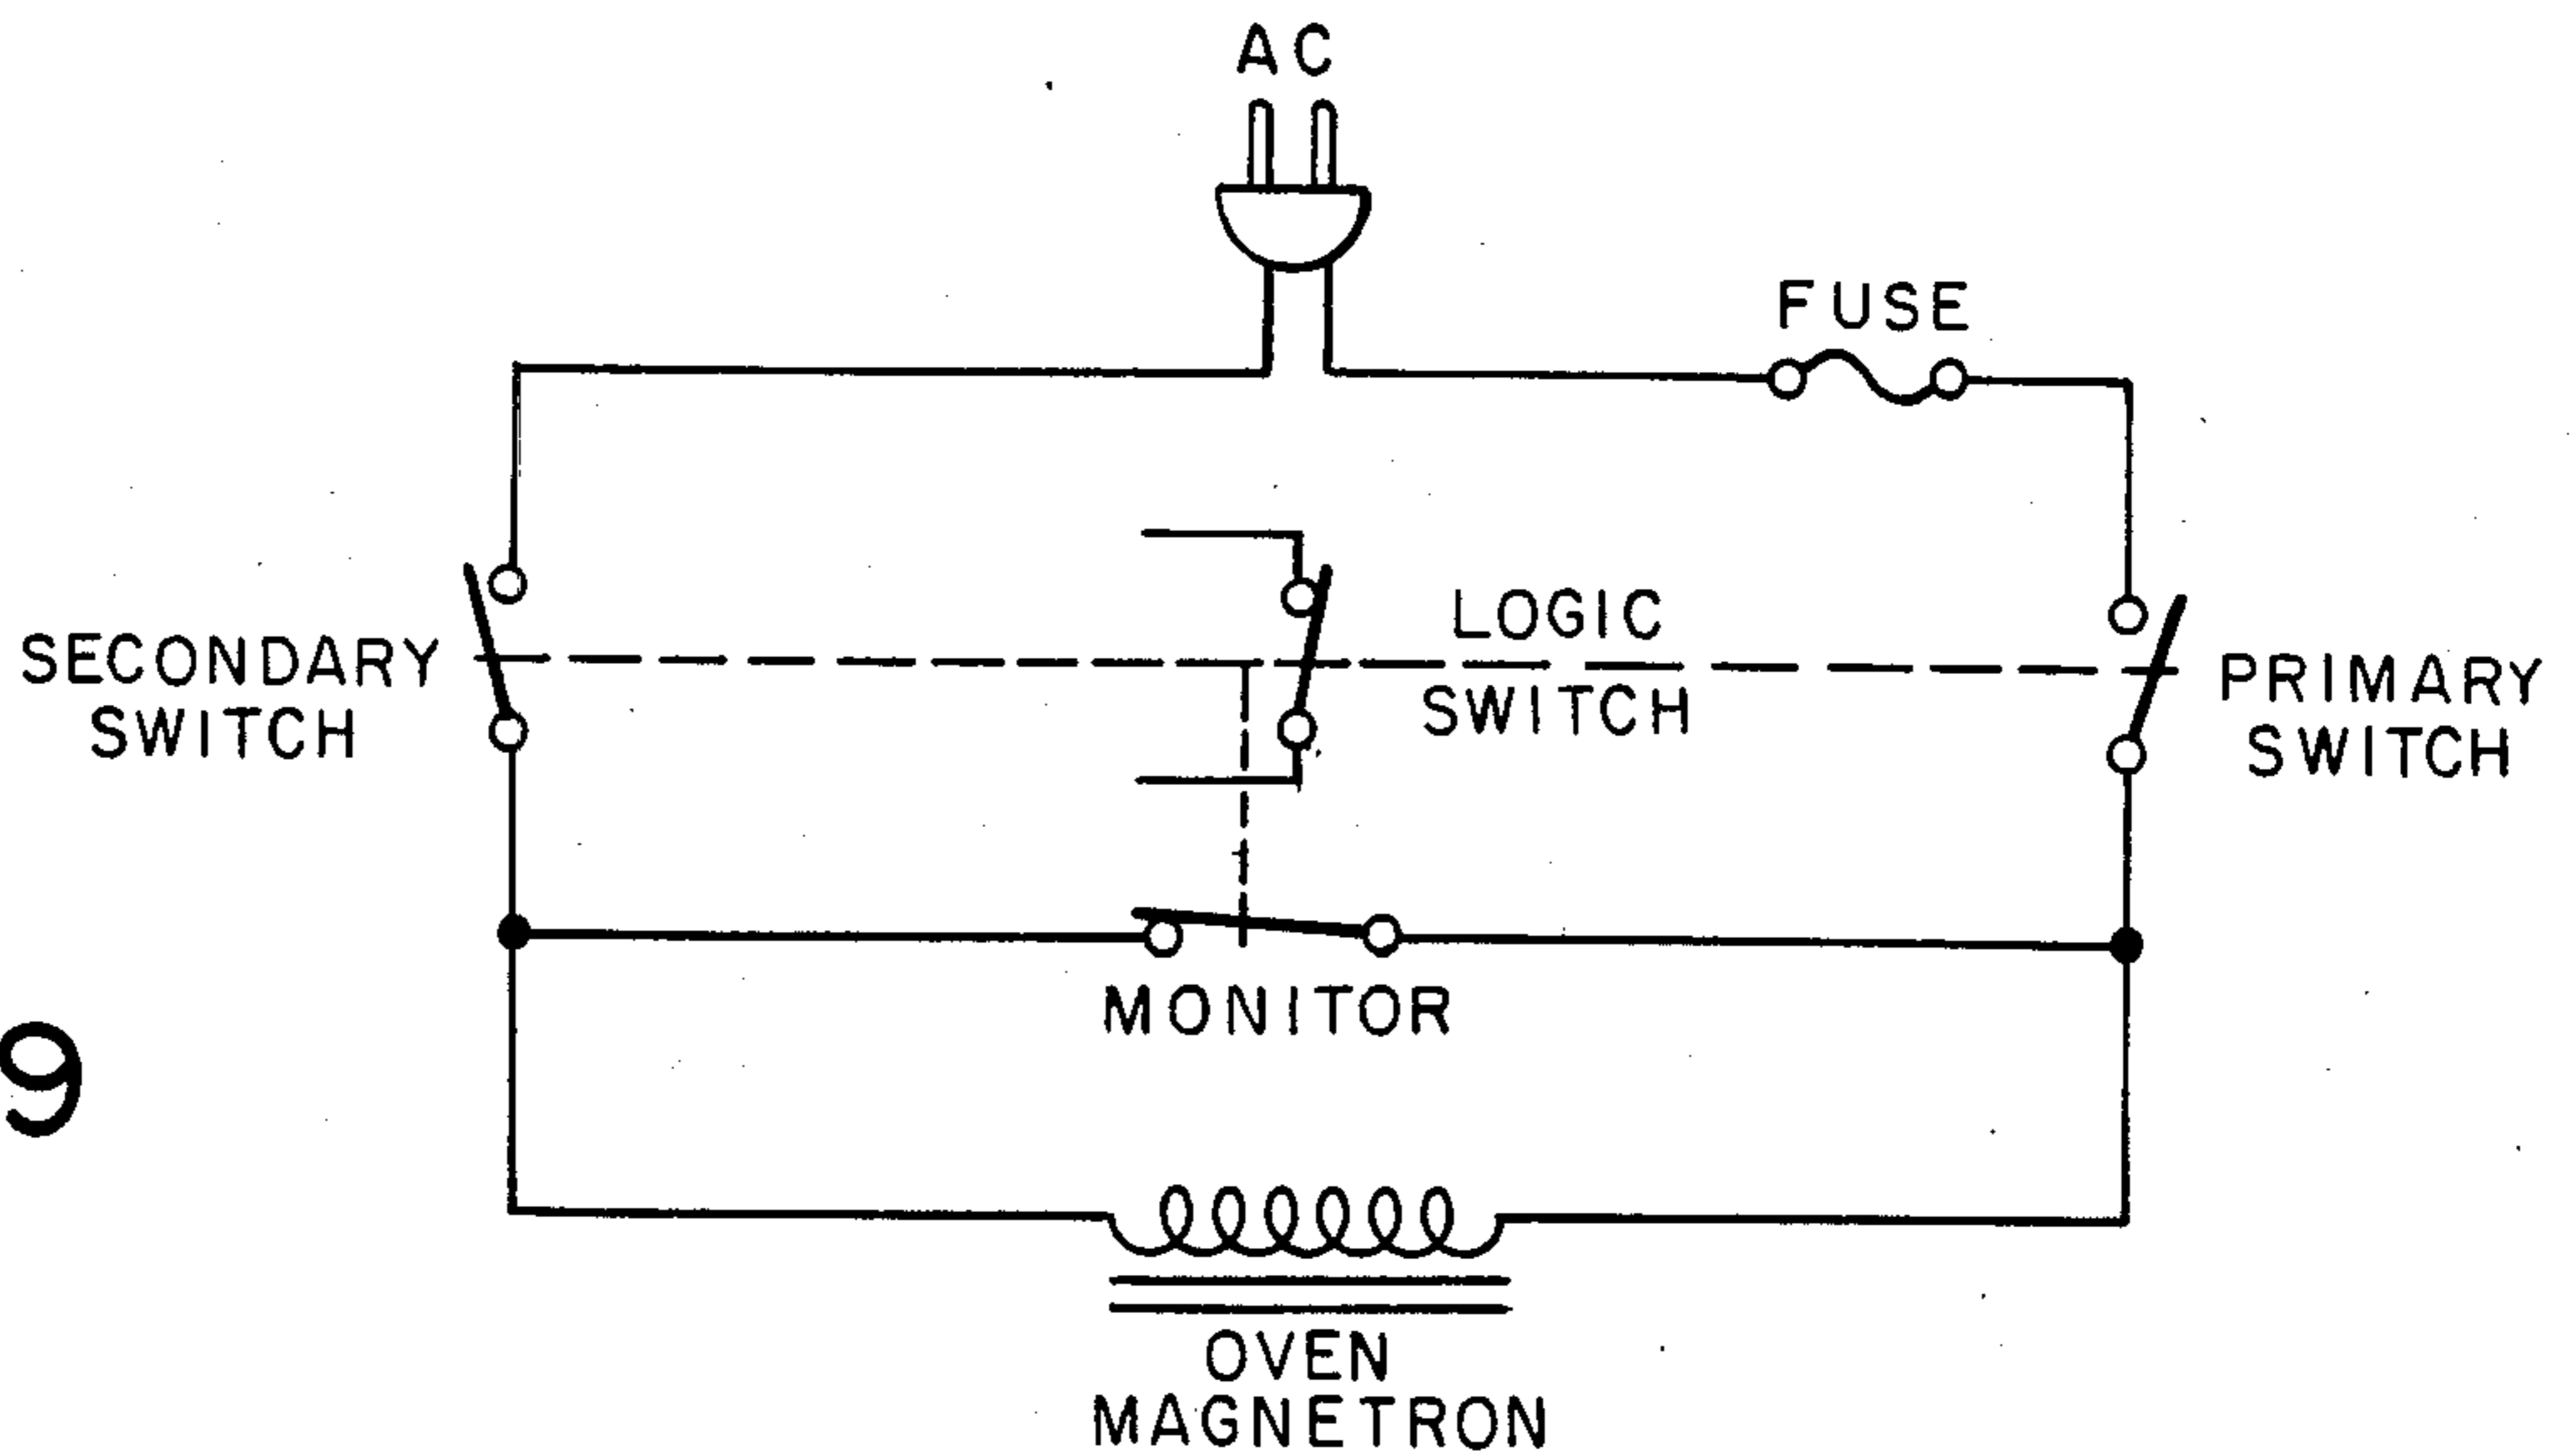 AC
FUSE
LOGIC
SWITCH
SECONDARY
SWITCH
PRIMARY
SWITCH
MONITOR
9
OVEN
MAGNETRON